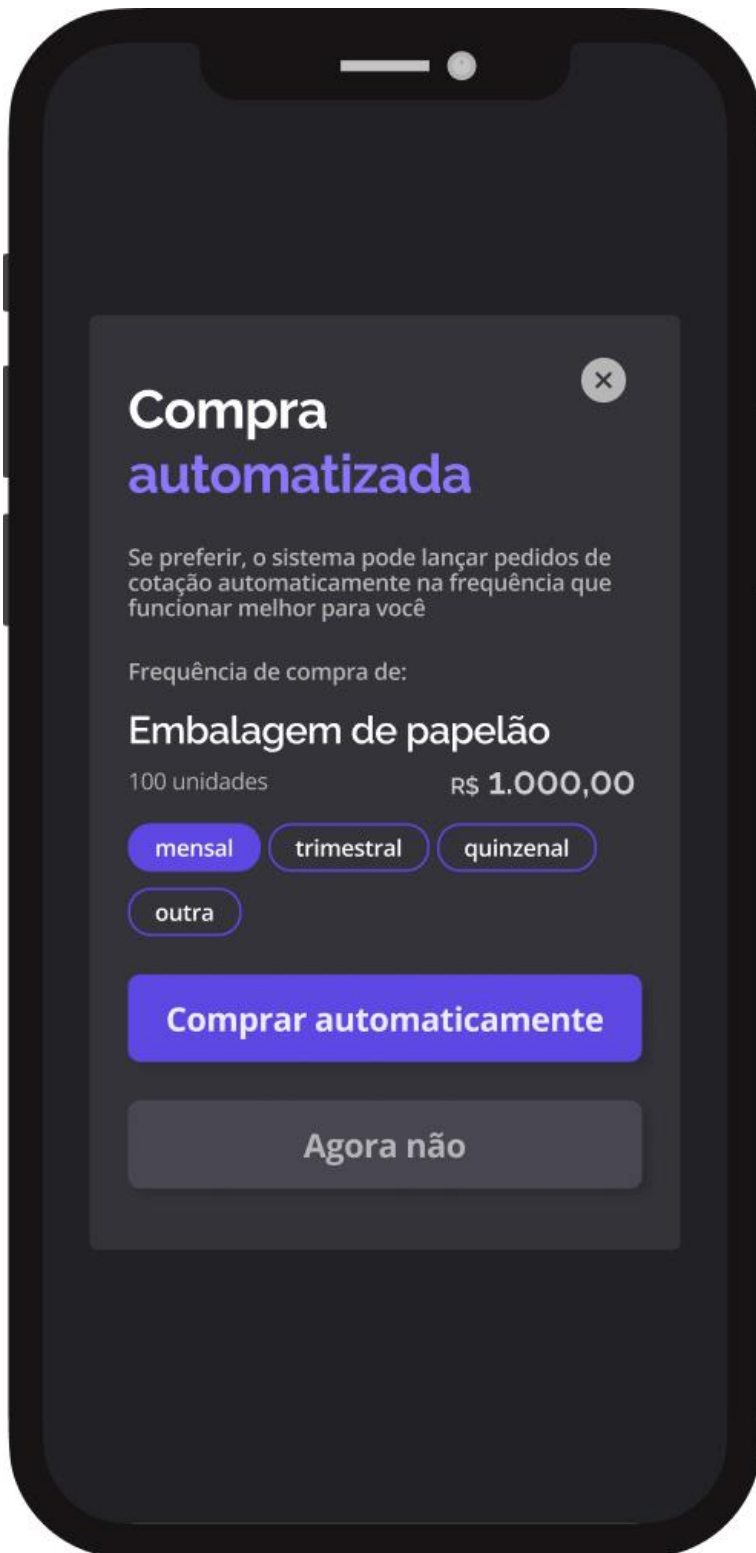 Compra
automatizada
Se preferir, o sistema pode lançar pedidos de
cotação automaticamente na frequência que
funcionar melhor para você
Frequência de compra de:
Embalagem de papelão
100 unidades R$ 1.000,00
mensal trimestral quinzenal
outra
Comprar automaticamente
Agora não